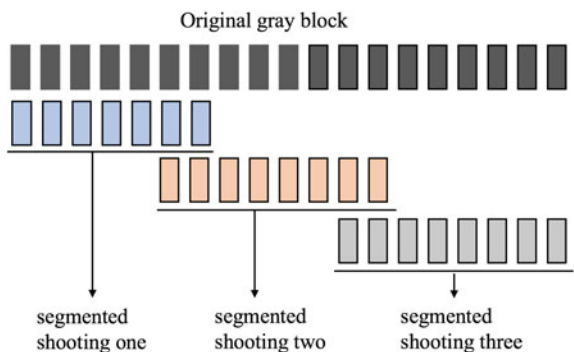 Original gray block
segmented
shooting one
segmented
shooting two
segmented
shooting three